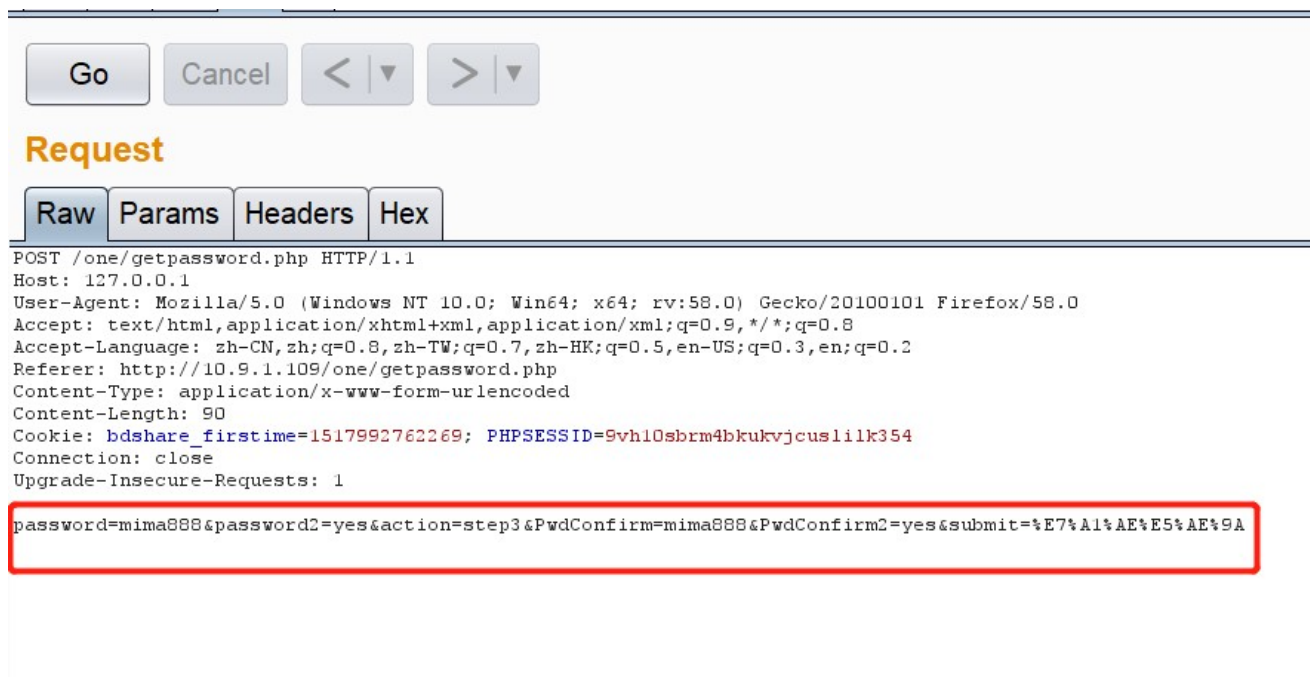 Go Cancel < ▼ > ▼
Request
Raw Params Headers Hex
POST /one/getpassword.php HTTP/1.1
Host: 127.0.0.1
User-Agent: Mozilla/5.0 (Windows NT 10.0; Win64; x64; rv:58.0) Gecko/20100101 Firefox/58.0
Accept: text/html,application/xhtml+xml,application/xml;q=0.9,*/*;q=0.8
Accept-Language: zh-CN,zh;q=0.8,zh-TW;q=0.7,zh-HK;q=0.5,en-US;q=0.3,en;q=0.2
Referer: http://10.9.1.109/one/getpassword.php
Content-Type: application/x-www-form-urlencoded
Content-Length: 90
Cookie: bdshare_firstime=1517992762269; PHPSESSID=9vh10sbrm4bkukvjcuslilk354
Connection: close
Upgrade-Insecure-Requests: 1
password=mima888&password2=yes&action=step3&PwdConfirm=mima888&PwdConfirm2=yes&submit=%E7%A1%AE%E5%AE%9A